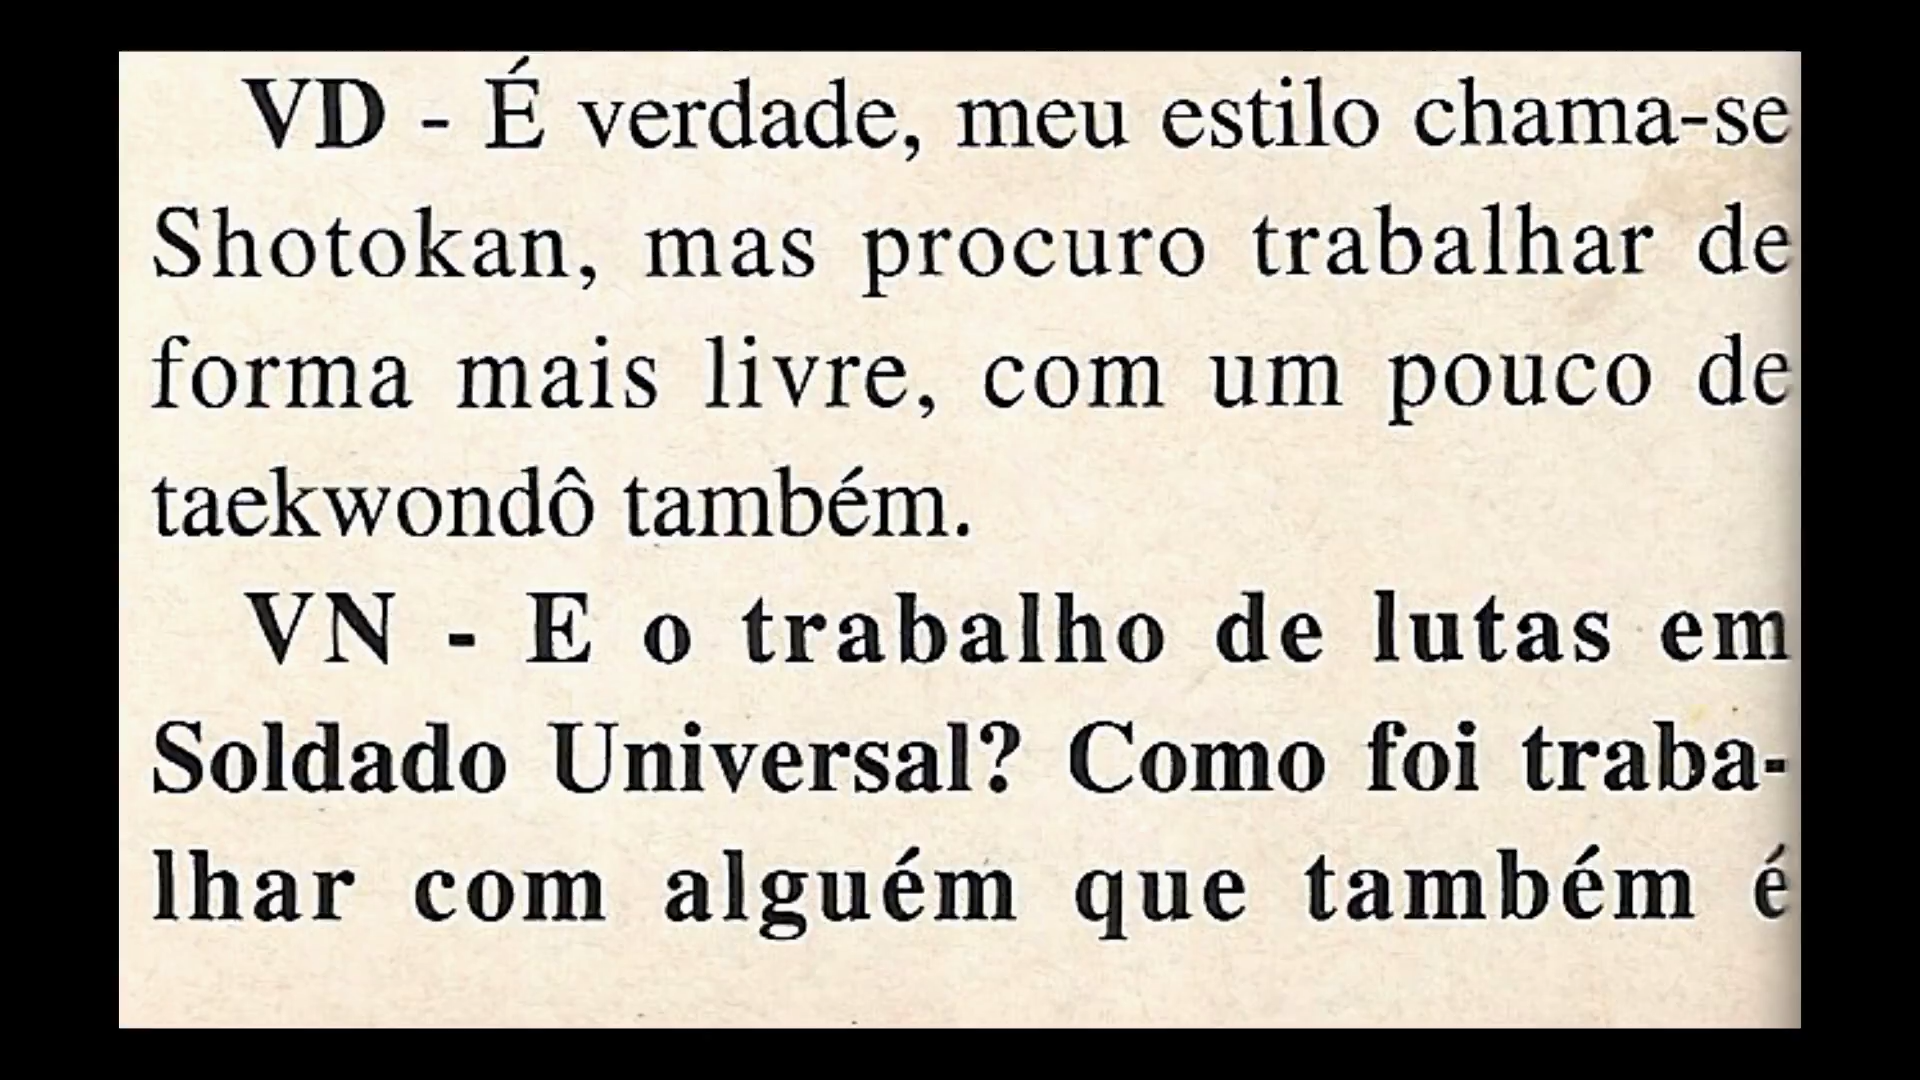 VD - É verdade, meu estilo chama-se
Shotokan, mas procuro trabalhar de
forma mais livre, com um pouco de
taekwondô também.
VN - E o trabalho de lutas em
Soldado Universal? Como foi traba-
lhar com alguém que também é